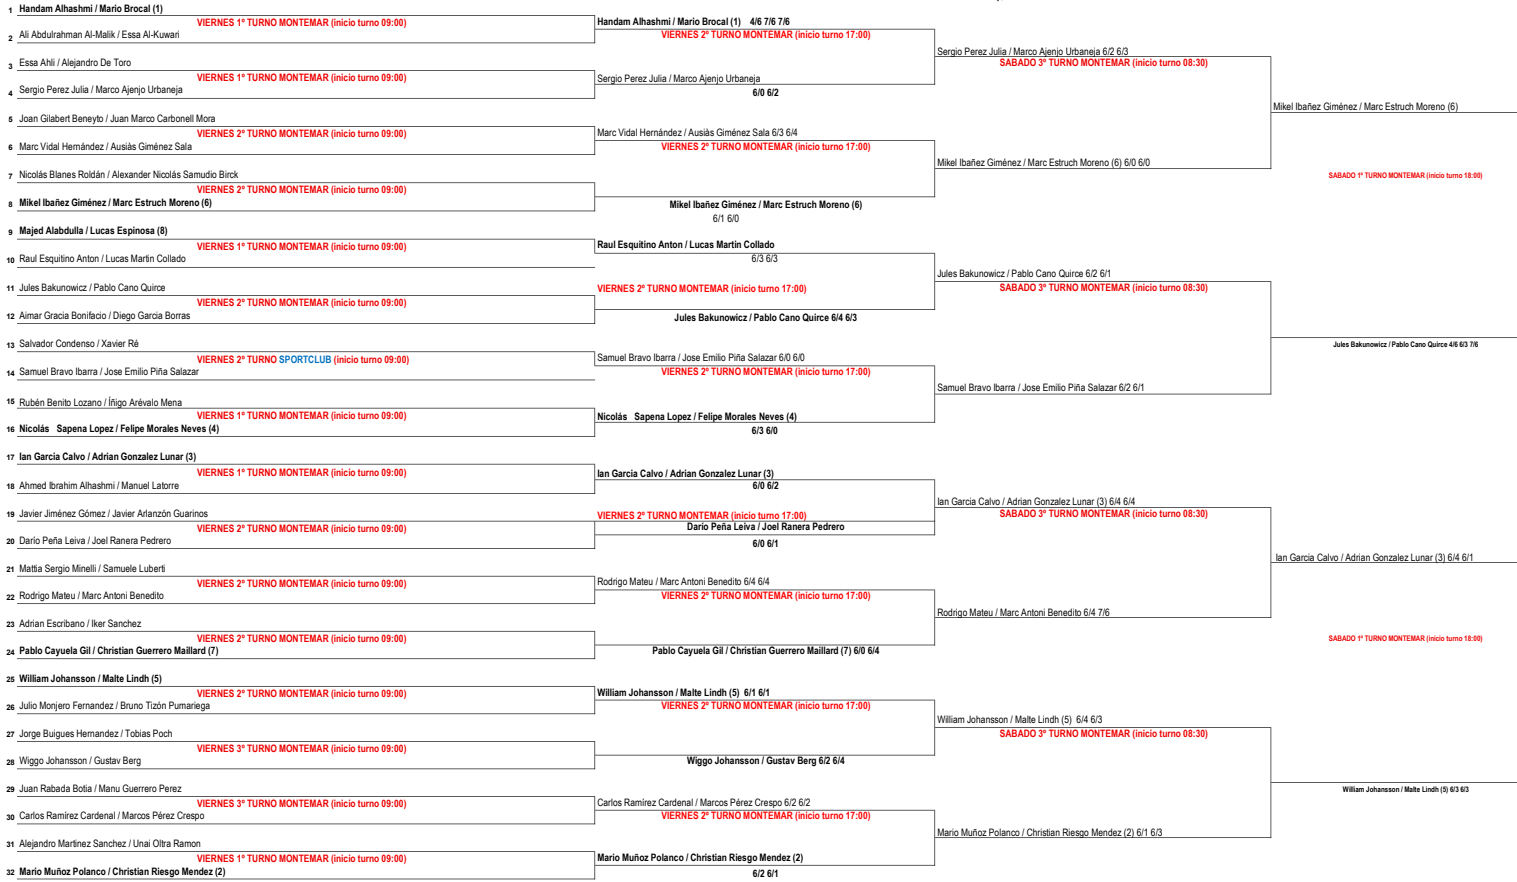 1 Handam Alhashmi / Mario Brocal (1)
VIERNES 1º TURNO MONTEMAR (inicio turno 09:00)
2 Ali Abdulrahman Al-Malik / Essa Al-Kuwari
3 Essa Ahli / Alejandro De Toro
VIERNES 1º TURNO MONTEMAR (inicio turno 09:00)
4 Sergio Perez Julia / Marco Ajenjo Urbaneja
5 Joan Gilabert Beneyto / Juan Marco Carbonell Mora
VIERNES 2º TURNO MONTEMAR (inicio turno 09:00)
6 Marc Vidal Hernández / Ausiàs Giménez Sala
7 Nicolás Blanes Roldán / Alexander Nicolás Samudio Birck
VIERNES 2º TURNO MONTEMAR (inicio turno 09:00)
8 Mikel Ibañez Giménez / Marc Estruch Moreno (6)
9 Majed Alabdulla / Lucas Espinosa (8)
VIERNES 1º TURNO MONTEMAR (inicio turno 09:00)
10 Raul Esquitino Anton / Lucas Martin Collado
11 Jules Bakunowicz / Pablo Cano Quirce
VIERNES 2º TURNO MONTEMAR (inicio turno 09:00)
12 Aimar Gracia Bonifacio / Diego Garcia Borras
13 Salvador Condenso / Xavier Ré
VIERNES 2º TURNO SPORTCLUB (inicio turno 09:00)
14 Samuel Bravo Ibarra / Jose Emilio Piña Salazar
15 Rubén Benito Lozano / Íñigo Arévalo Mena
VIERNES 1º TURNO MONTEMAR (inicio turno 09:00)
16 Nicolás Sapena Lopez / Felipe Morales Neves (4)
17 Ian Garcia Calvo / Adrian Gonzalez Lunar (3)
VIERNES 1º TURNO MONTEMAR (inicio turno 09:00)
18 Ahmed Ibrahim Alhashmi / Manuel Latorre
19 Javier Jiménez Gómez / Javier Arlanzón Guarinos
VIERNES 2º TURNO MONTEMAR (inicio turno 09:00)
20 Darío Peña Leiva / Joel Ranera Pedrero
21 Mattia Sergio Minelli / Samuele Luberti
VIERNES 2º TURNO MONTEMAR (inicio turno 09:00)
22 Rodrigo Mateu / Marc Antoni Benedito
23 Adrian Escribano / Iker Sanchez
VIERNES 2º TURNO MONTEMAR (inicio turno 09:00)
24 Pablo Cayuela Gil / Christian Guerrero Maillard (7)
25 William Johansson / Malte Lindh (5)
VIERNES 2º TURNO MONTEMAR (inicio turno 09:00)
26 Julio Monjero Fernandez / Bruno Tizón Pumariega
27 Jorge Buigues Hernandez / Tobias Poch
VIERNES 3º TURNO MONTEMAR (inicio turno 09:00)
28 Wiggo Johansson / Gustav Berg
29 Juan Rabada Botia / Manu Guerrero Perez
VIERNES 3º TURNO MONTEMAR (inicio turno 09:00)
30 Carlos Ramírez Cardenal / Marcos Pérez Crespo
31 Alejandro Martinez Sanchez / Unai Oltra Ramon
VIERNES 1º TURNO MONTEMAR (inicio turno 09:00)
32 Mario Muñoz Polanco / Christian Riesgo Mendez (2)
Handam Alhashmi / Mario Brocal (1) 4/6 7/6 7/6
VIERNES 2º TURNO MONTEMAR (inicio turno 17:00)
Sergio Perez Julia / Marco Ajenjo Urbaneja
6/0 6/2
Marc Vidal Hernández / Ausiàs Giménez Sala 6/3 6/4
VIERNES 2º TURNO MONTEMAR (inicio turno 17:00)
Mikel Ibañez Giménez / Marc Estruch Moreno (6)
6/1 6/0
Raul Esquitino Anton / Lucas Martin Collado
6/3 6/3
VIERNES 2º TURNO MONTEMAR (inicio turno 17:00)
Jules Bakunowicz / Pablo Cano Quirce 6/4 6/3
Samuel Bravo Ibarra / Jose Emilio Piña Salazar 6/0 6/0
VIERNES 2º TURNO MONTEMAR (inicio turno 17:00)
Nicolás Sapena Lopez / Felipe Morales Neves (4)
6/3 6/0
Ian Garcia Calvo / Adrian Gonzalez Lunar (3)
6/0 6/2
VIERNES 2º TURNO MONTEMAR (inicio turno 17:00)
Darío Peña Leiva / Joel Ranera Pedrero
6/0 6/1
Rodrigo Mateu / Marc Antoni Benedito 6/4 6/4
VIERNES 2º TURNO MONTEMAR (inicio turno 17:00)
Pablo Cayuela Gil / Christian Guerrero Maillard (7) 6/0 6/4
William Johansson / Malte Lindh (5) 6/1 6/1
VIERNES 2º TURNO MONTEMAR (inicio turno 17:00)
Wiggo Johansson / Gustav Berg 6/2 6/4
Carlos Ramírez Cardenal / Marcos Pérez Crespo 6/2 6/2
VIERNES 2º TURNO MONTEMAR (inicio turno 17:00)
Mario Muñoz Polanco / Christian Riesgo Mendez (2)
6/2 6/1
Sergio Perez Julia / Marco Ajenjo Urbaneja 6/2 6/3
SABADO 3º TURNO MONTEMAR (inicio turno 08:30)
Mikel Ibañez Giménez / Marc Estruch Moreno (6) 6/0 6/0
Jules Bakunowicz / Pablo Cano Quirce 6/2 6/1
SABADO 3º TURNO MONTEMAR (inicio turno 08:30)
Samuel Bravo Ibarra / Jose Emilio Piña Salazar 6/2 6/1
Ian Garcia Calvo / Adrian Gonzalez Lunar (3) 6/4 6/4
SABADO 3º TURNO MONTEMAR (inicio turno 08:30)
Rodrigo Mateu / Marc Antoni Benedito 6/4 7/6
William Johansson / Malte Lindh (5) 6/4 6/3
SABADO 3º TURNO MONTEMAR (inicio turno 08:30)
Mario Muñoz Polanco / Christian Riesgo Mendez (2) 6/1 6/3
Mikel Ibañez Giménez / Marc Estruch Moreno (6)
SABADO 1º TURNO MONTEMAR (inicio turno 18:00)
Jules Bakunowicz / Pablo Cano Quirce 4/6 6/3 7/6
Ian Garcia Calvo / Adrian Gonzalez Lunar (3) 6/4 6/1
SABADO 1º TURNO MONTEMAR (inicio turno 18:00)
William Johansson / Malte Lindh (5) 6/3 6/3